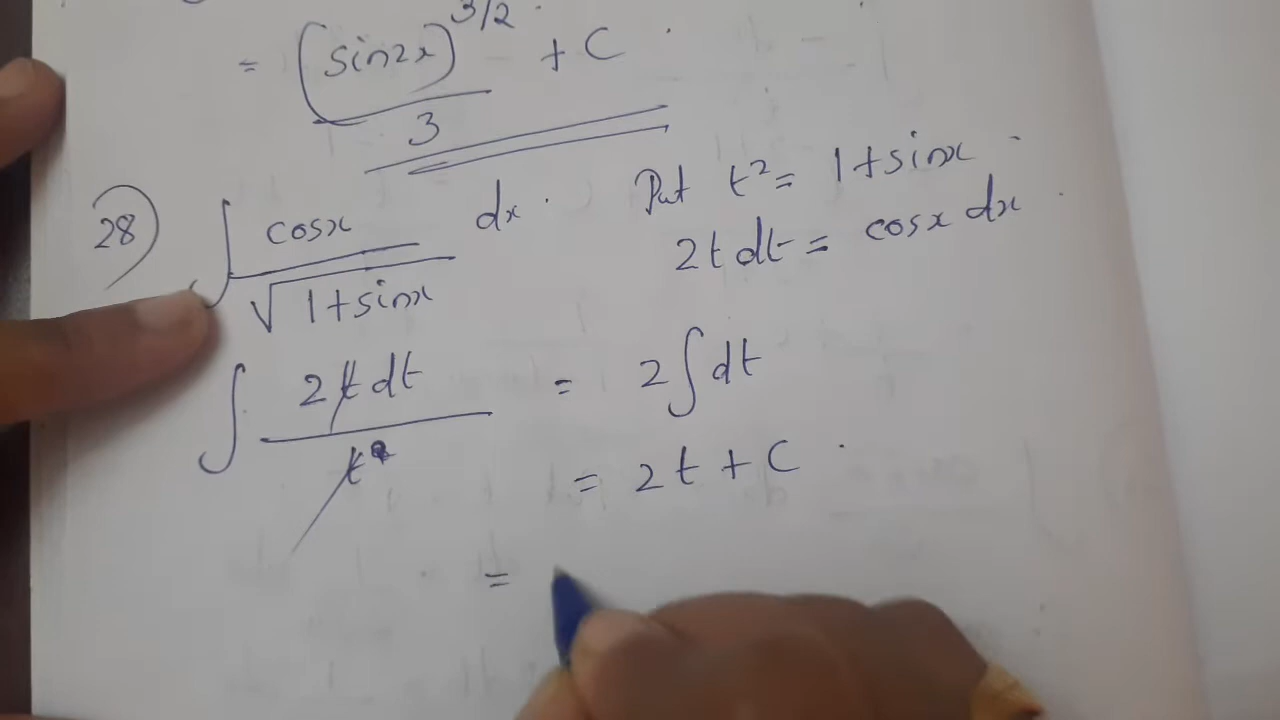 = (sin2x)^3/2 / 3 + C
28) ∫ cosx / √1+sinx dx . Put t² = 1+sinx
2t dt = cosx dx
∫ 2t dt / t = 2∫dt
= 2t + C
=